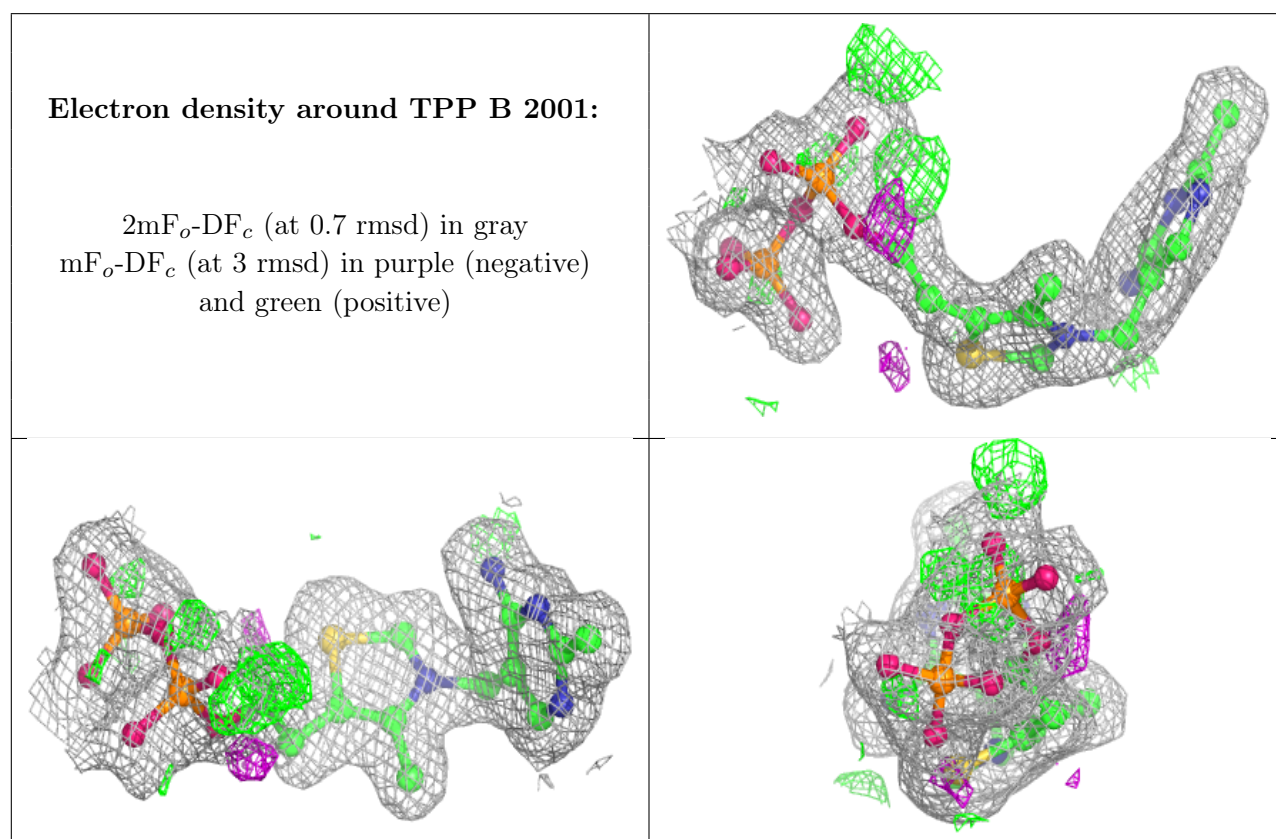 Electron density around TPP B 2001:
2mFo-DFc (at 0.7 rmsd) in gray
mFo-DFc (at 3 rmsd) in purple (negative)
and green (positive)